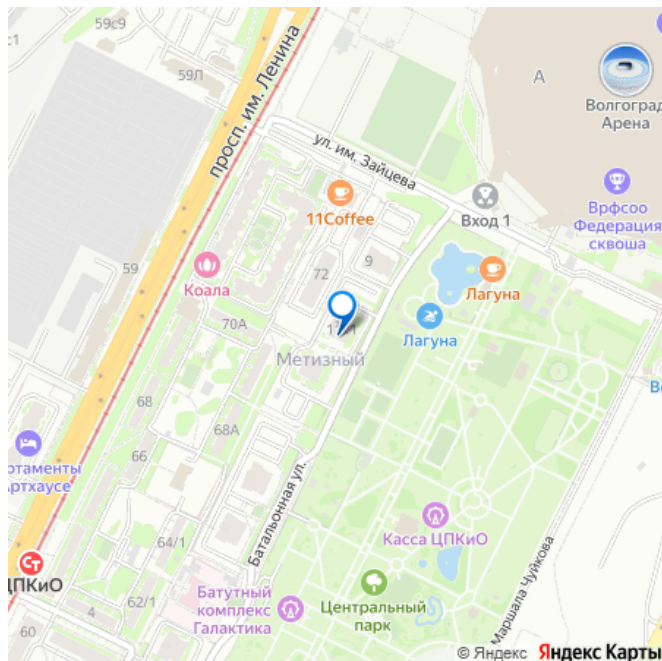 59с9
59Л
просп. им. Ленина
А
Волгоград
Арена
ул. им. Зайцева
11Coffee
Вход 1
Врфсоо
Федерация
сквоша
59
Коала
72
9
Лагуна
Лагуна
70А
Метизный
68
68А
66
Батальонная ул.
64/1
Касса ЦПКиО
Ст
62/1
4
60
Батутный
комплекс
Галактика
Центральный
парк
Маршала Чуйкова
© Яндекс Яндекс Карты